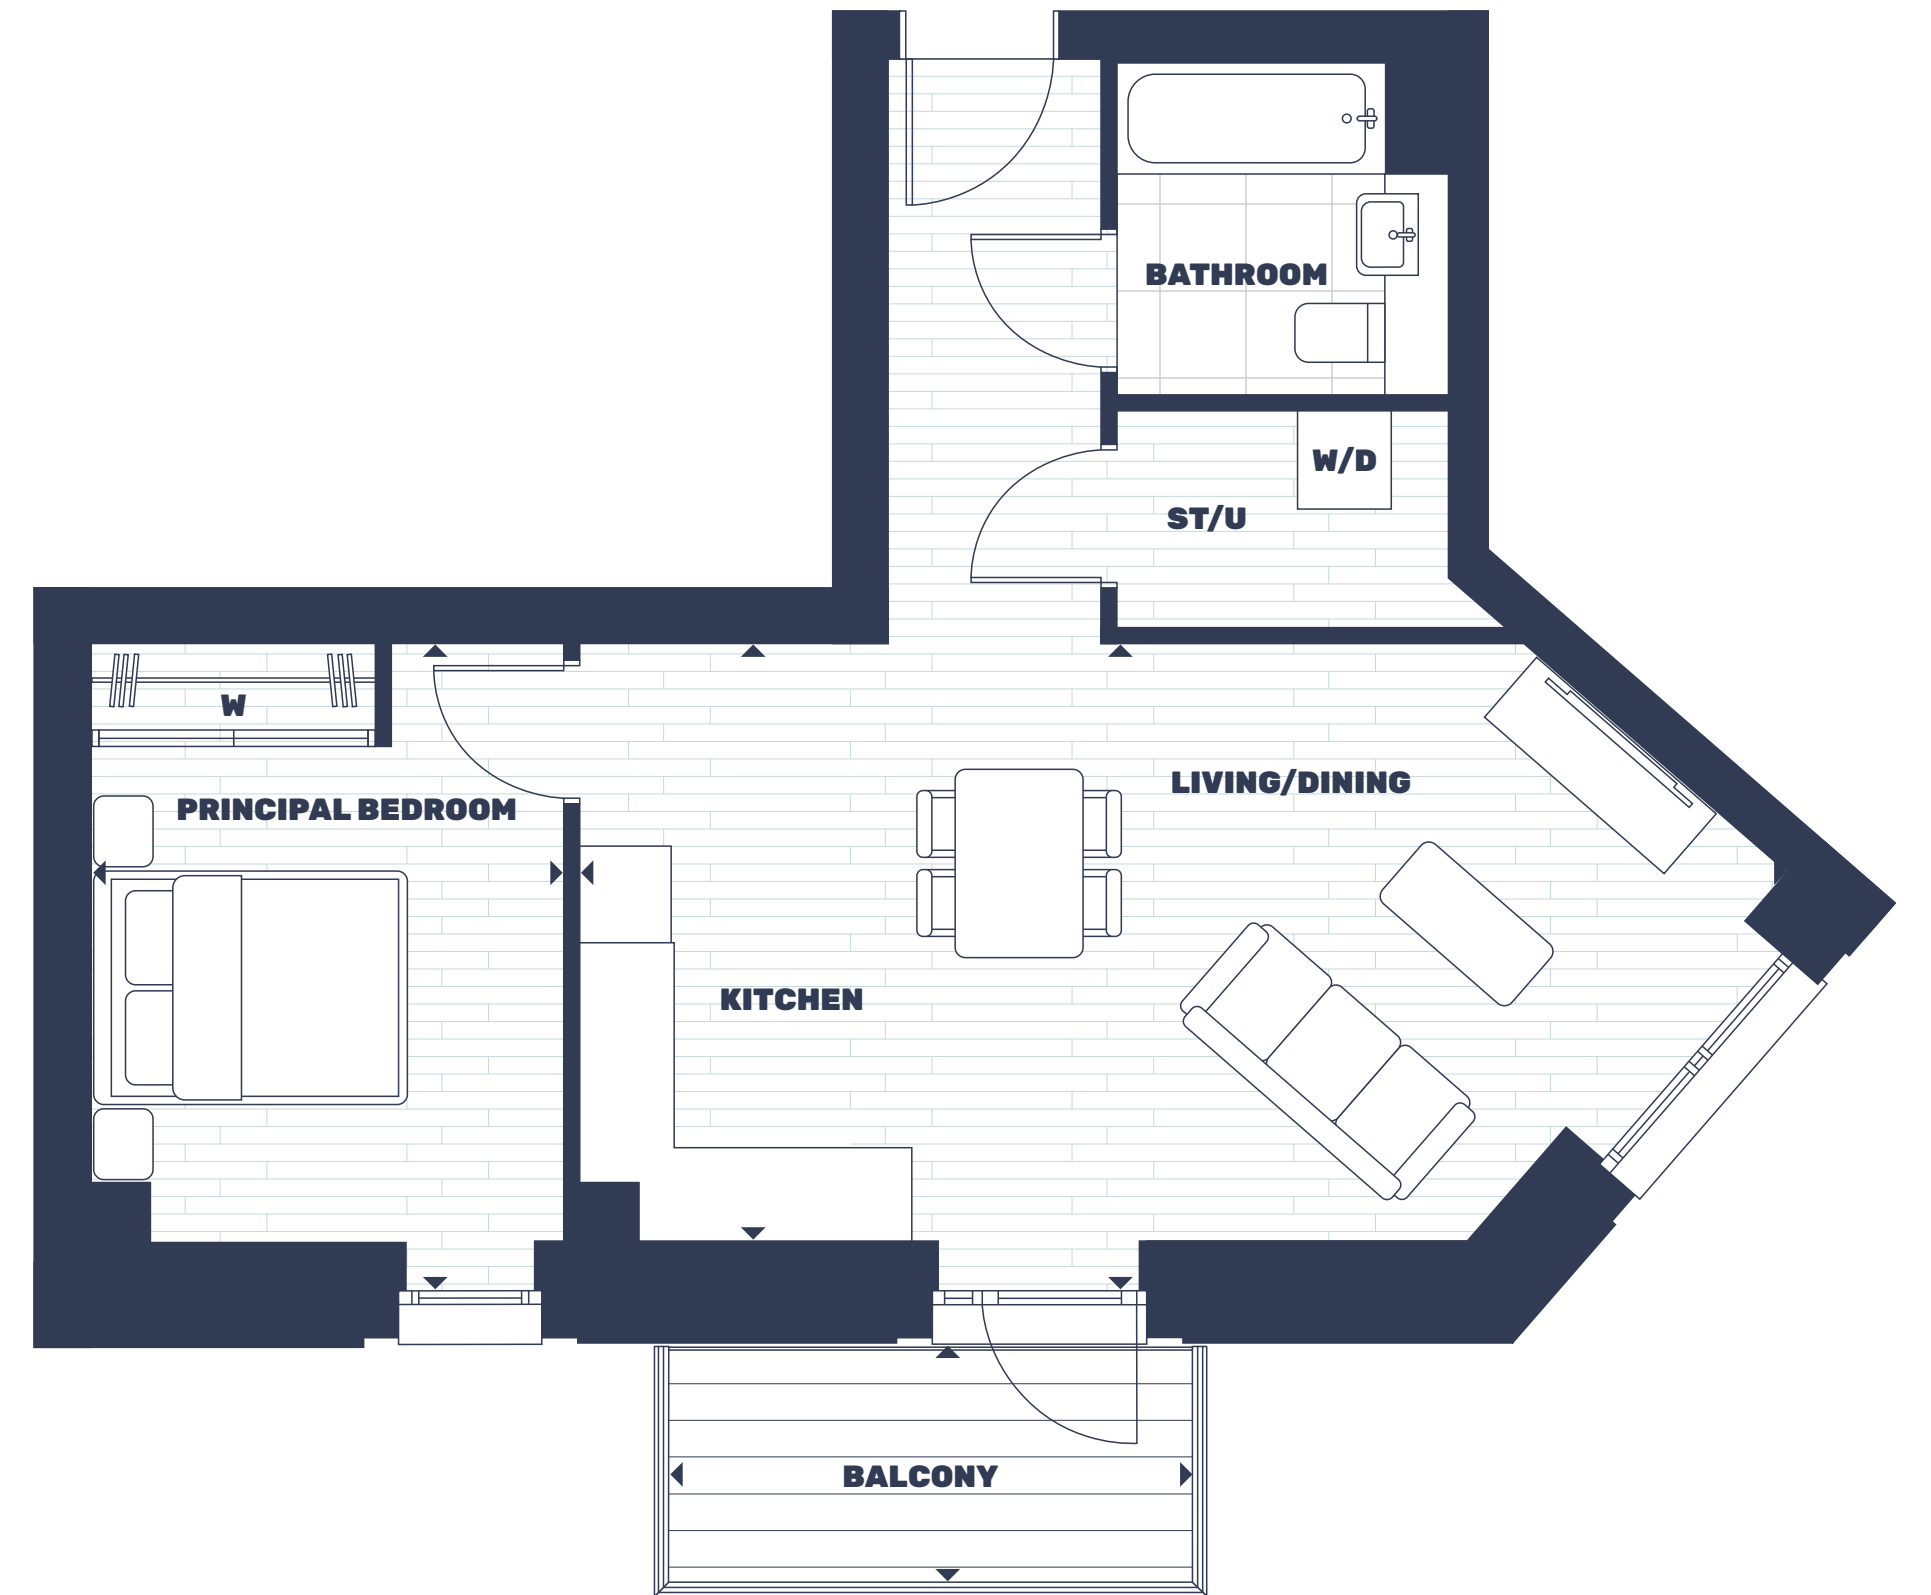 BATHROOM
W/D
ST/U
W
LIVING/DINING
PRINCIPAL BEDROOM
KITCHEN
BALCONY